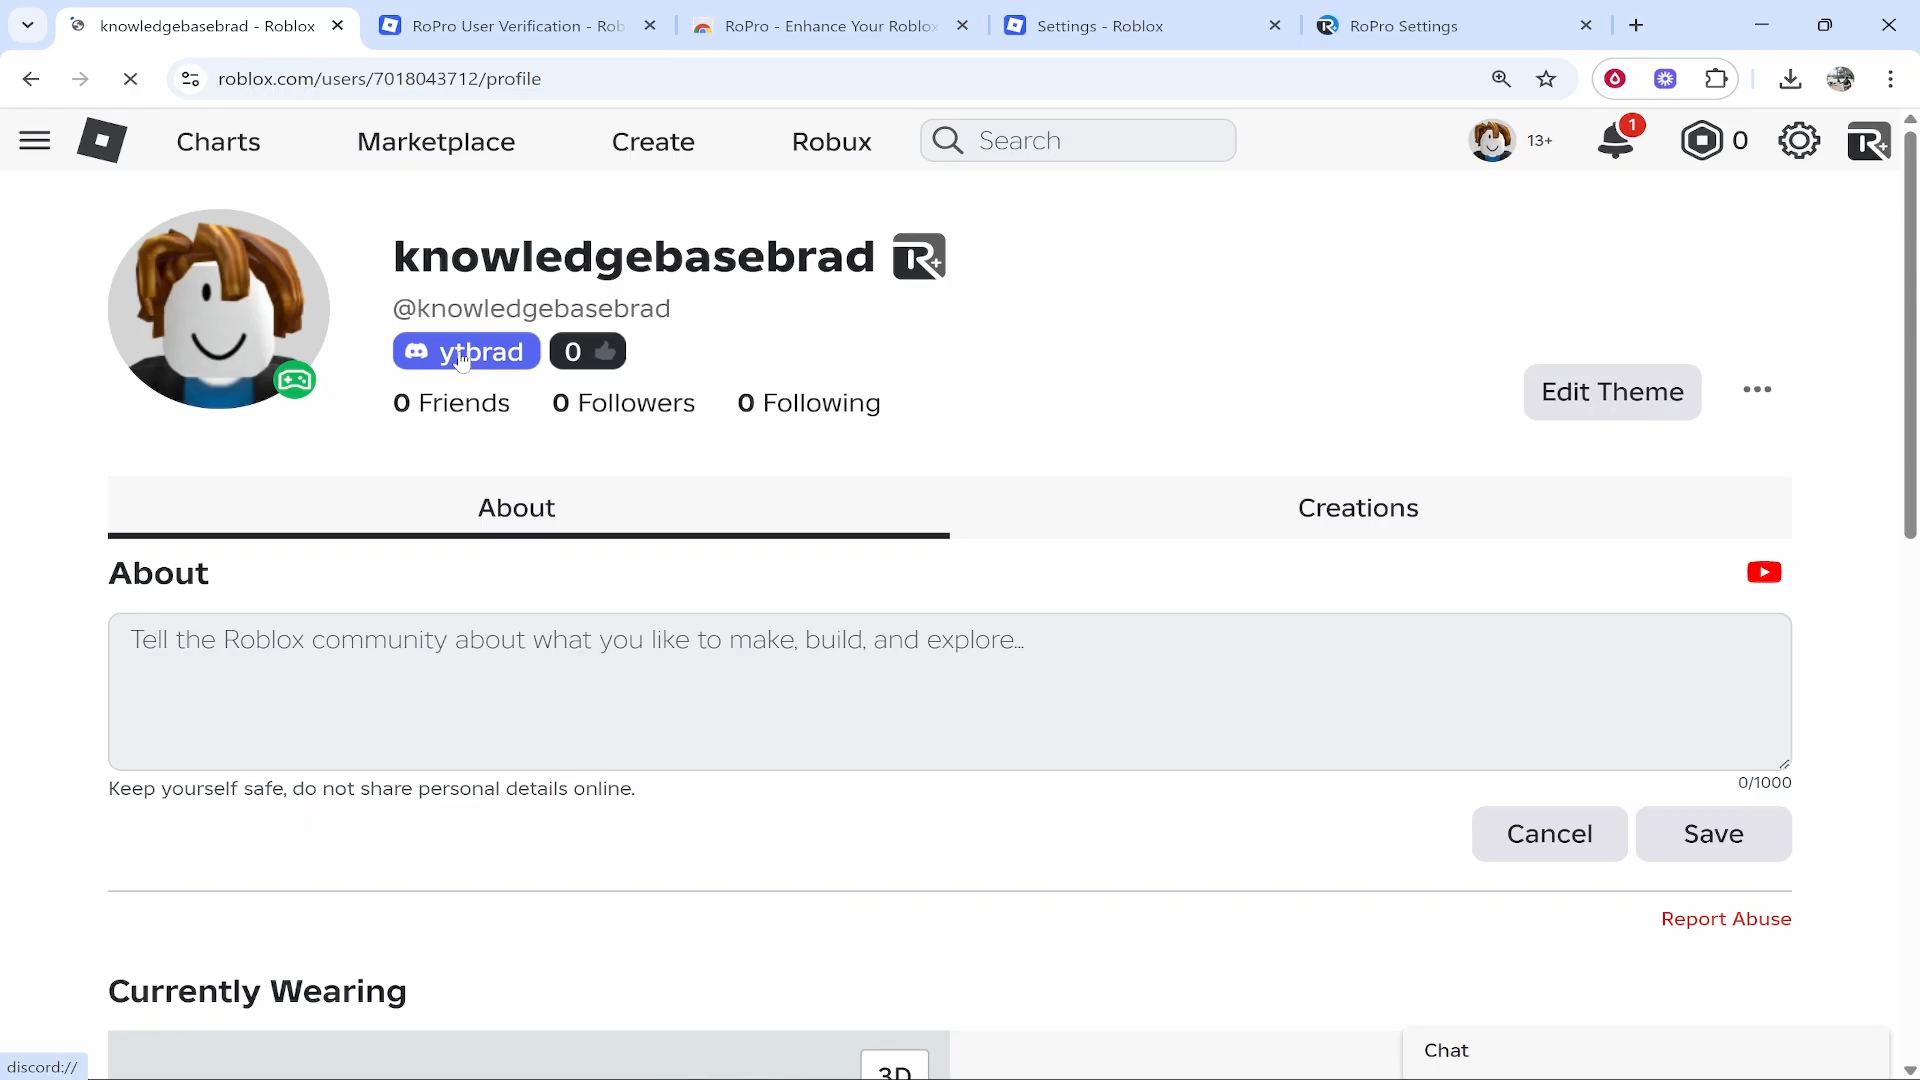 knowledgebasebrad - Roblox
RoPro User Verification - Rob
RoPro - Enhance Your Roblox
Settings - Roblox
RoPro Settings
roblox.com/users/7018043712/profile
Charts
Marketplace
Create
Robux
Search
13+
1
0
R+
knowledgebasebrad R+
@knowledgebasebrad
ytbrad
0
0 Friends
0 Followers
0 Following
Edit Theme
About
Creations
About
Tell the Roblox community about what you like to make, build, and explore...
Keep yourself safe, do not share personal details online.
0/1000
Cancel
Save
Report Abuse
Currently Wearing
3D
Chat
discord://